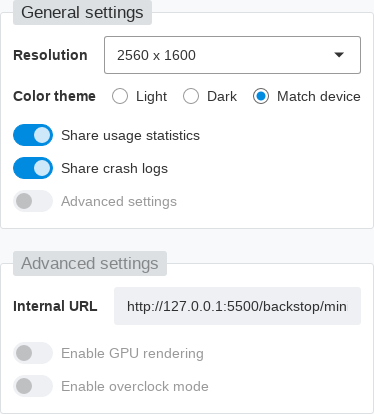 General settings
Resolution 2560 x 1600
Color theme Light Dark Match device
Share usage statistics
Share crash logs
Advanced settings
Advanced settings
Internal URL http://127.0.0.1:5500/backstop/min
Enable GPU rendering
Enable overclock mode